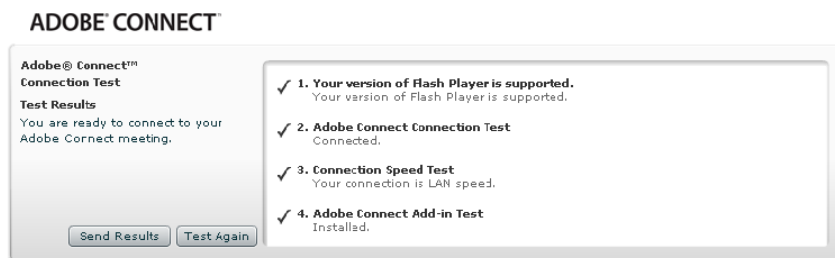 ADOBE® CONNECT™
Adobe® Connect™
Connection Test
Test Results
You are ready to connect to your
Adobe Connect meeting.
Send Results
Test Again
1. Your version of Flash Player is supported.
Your version of Flash Player is supported.
2. Adobe Connect Connection Test
Connected.
3. Connection Speed Test
Your connection is LAN speed.
4. Adobe Connect Add-in Test
Installed.